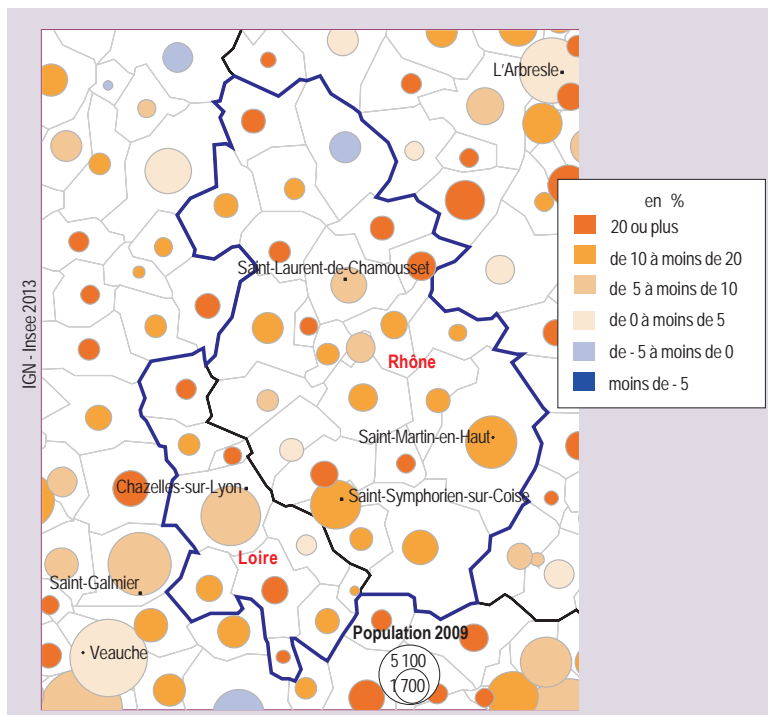 L'Arbresle
en %
20 ou plus
de 10 à moins de 20
de 5 à moins de 10
de 0 à moins de 5
de - 5 à moins de 0
moins de - 5
Saint-Laurent-de-Chamousset
IGN - Insee 2013
Rhône
Saint-Martin-en-Haut
Chazelles-sur-Lyon
Saint-Symphorien-sur-Coise
Loire
Saint-Galmier
Population 2009
Veauche
5 100
1 700